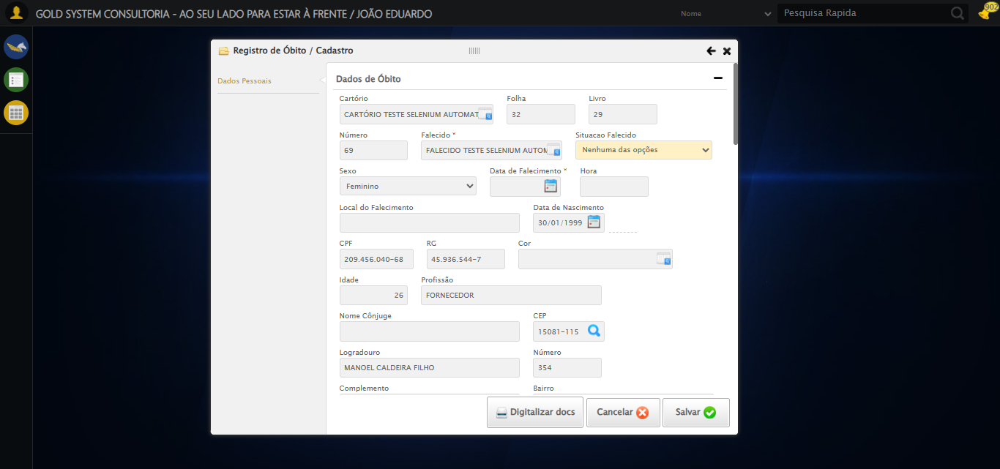 GOLD SYSTEM CONSULTORIA - AO SEU LADO PARA ESTAR À FRENTE / JOÃO EDUARDO
Nome
Pesquisa Rapida
902
Registro de Óbito / Cadastro
Dados Pessoais
Dados de Óbito
Cartório Folha Livro
CARTÓRIO TESTE SELENIUM AUTOMAT 32 29
Número Falecido * Situacao Falecido
69 FALECIDO TESTE SELENIUM AUTOM Nenhuma das opções
Sexo Data de Falecimento * Hora
Feminino
Local do Falecimento Data de Nascimento
30/01/1999
CPF RG Cor
209.456.040-68 45.936.544-7
Idade Profissão
26 FORNECEDOR
Nome Cônjuge CEP
15081-115
Logradouro Número
MANOEL CALDEIRA FILHO 354
Complemento Bairro
Digitalizar docs Cancelar Salvar